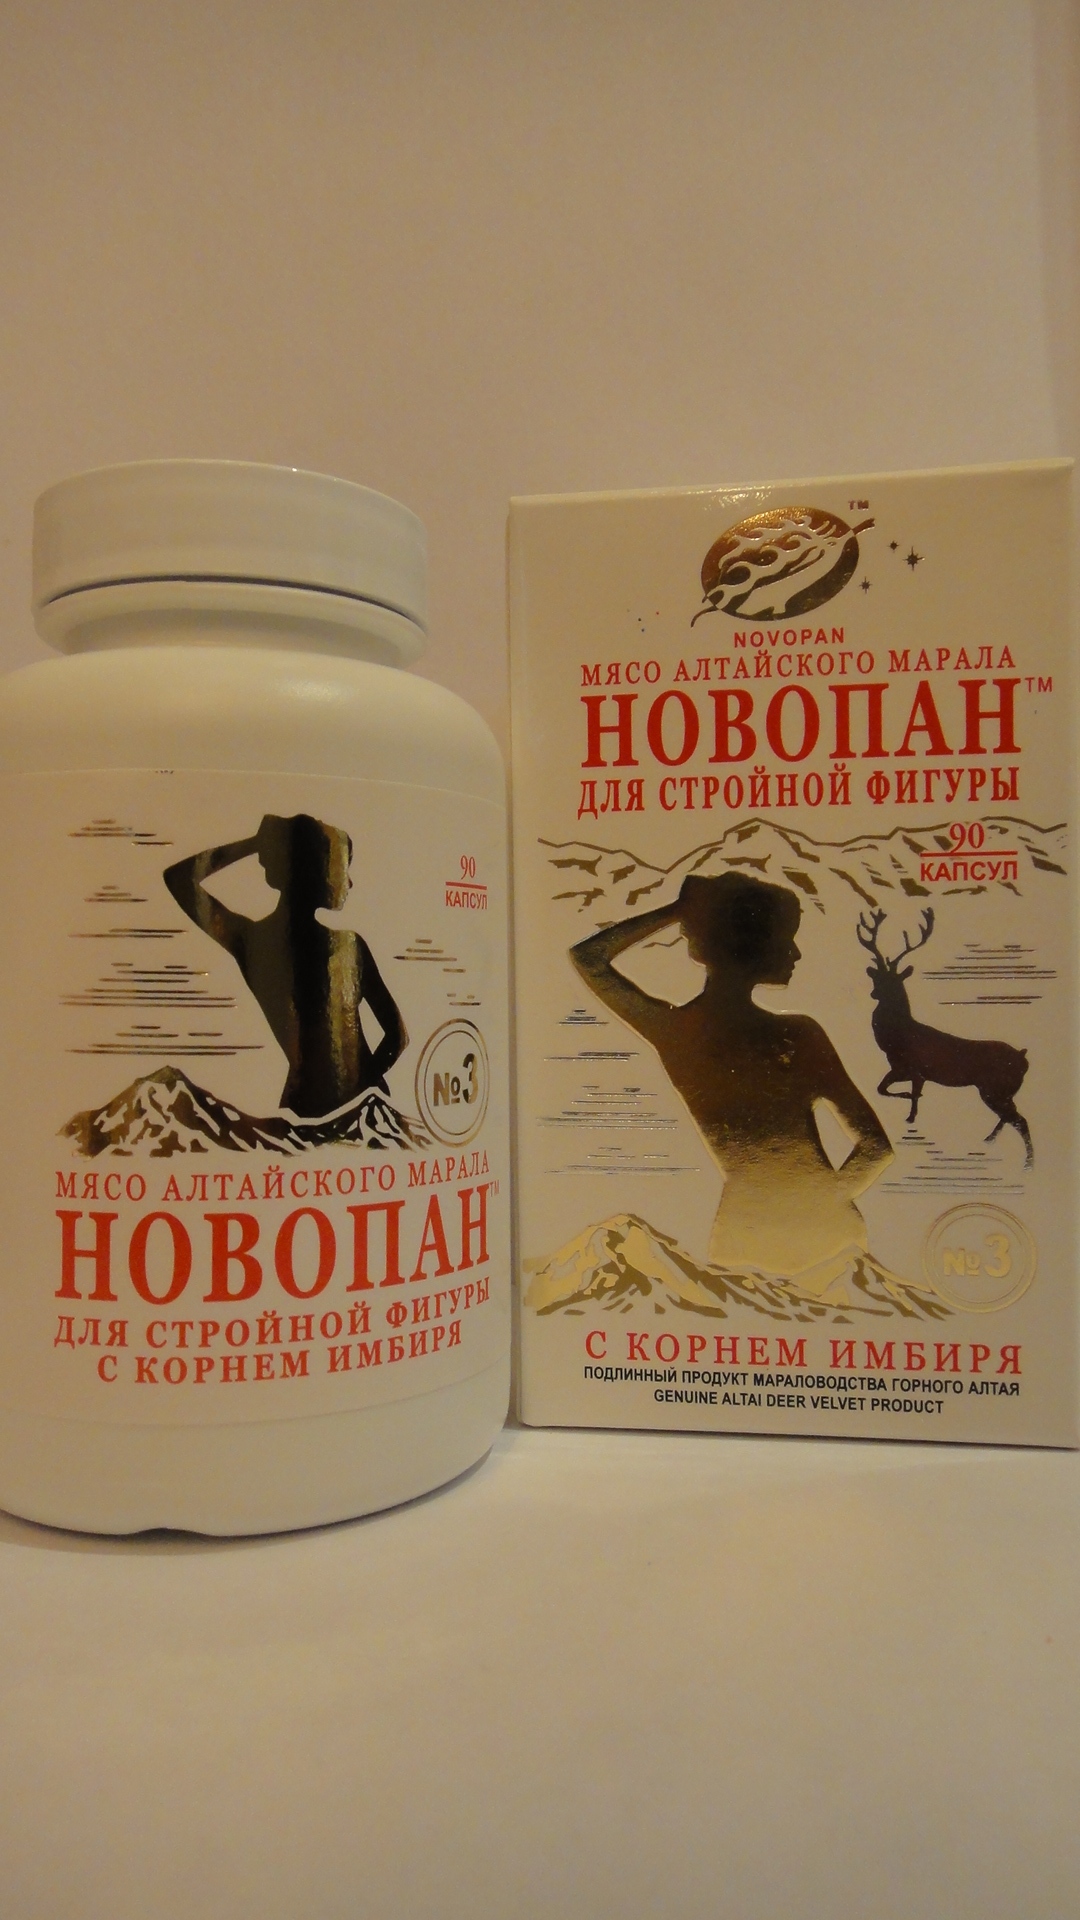 90
КАПСУЛ
№3
МЯСО АЛТАЙСКОГО МАРАЛА
НОВОПАН™
ДЛЯ СТРОЙНОЙ ФИГУРЫ
С КОРНЕМ ИМБИРЯ
™
NOVOPAN
МЯСО АЛТАЙСКОГО МАРАЛА
НОВОПАН™
ДЛЯ СТРОЙНОЙ ФИГУРЫ
90
КАПСУЛ
№3
С КОРНЕМ ИМБИРЯ
ПОДЛИННЫЙ ПРОДУКТ МАРАЛОВОДСТВА ГОРНОГО АЛТАЯ
GENUINE ALTAI DEER VELVET PRODUCT